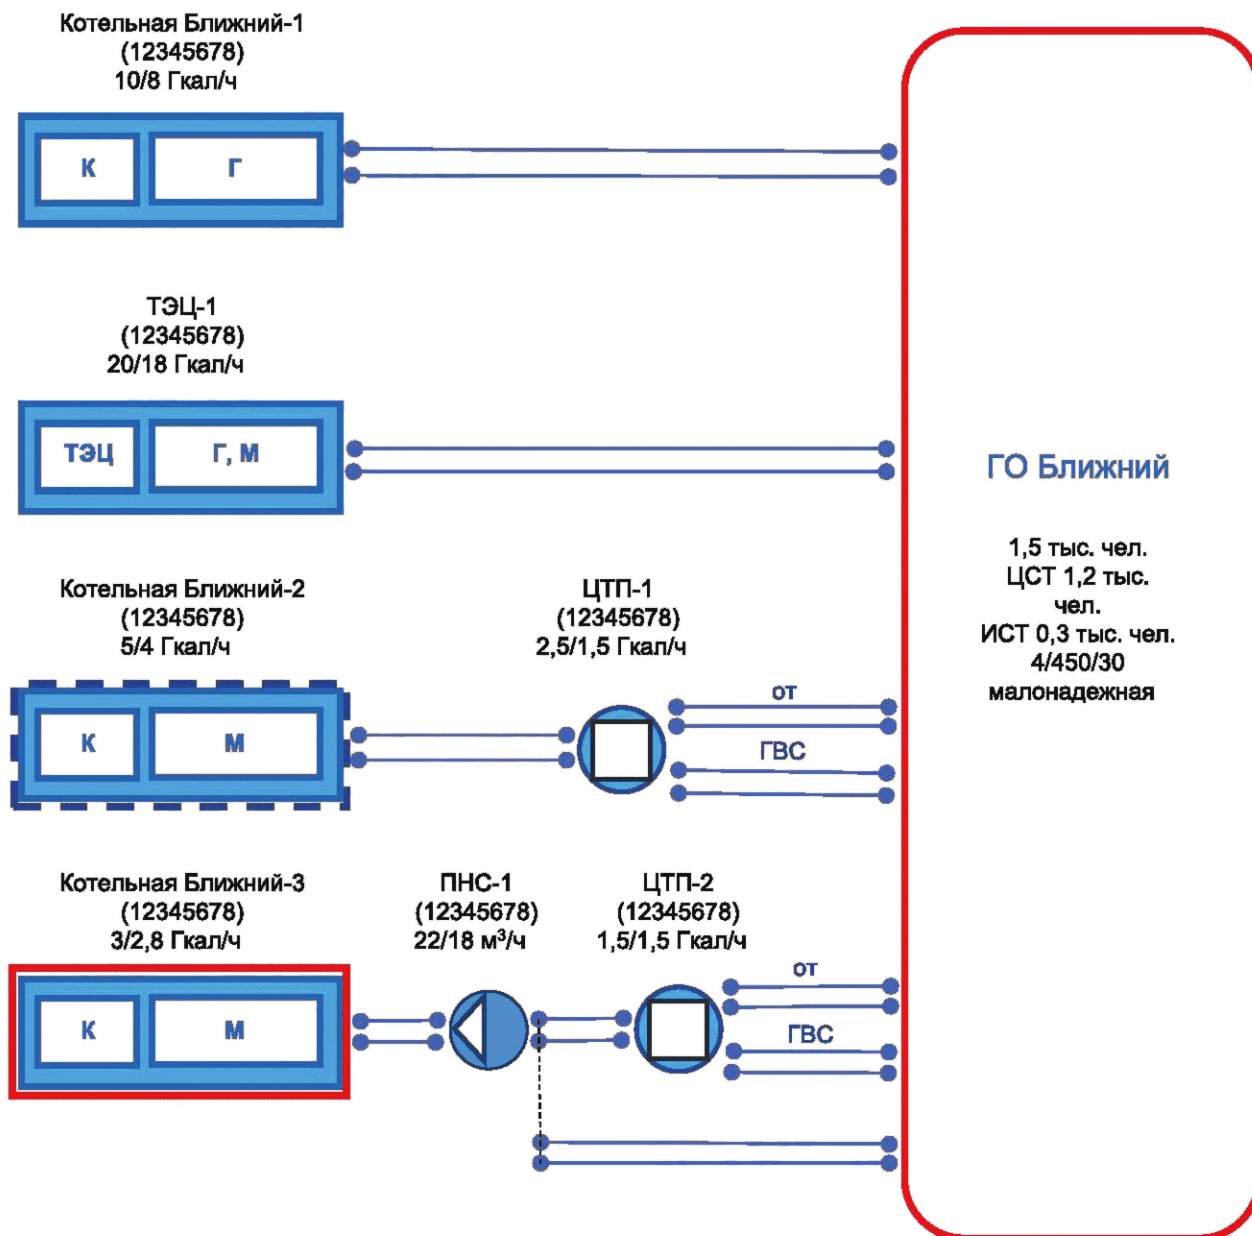 Котельная Ближний-1
(12345678)
10/8 Гкал/ч
К
Г
ТЭЦ-1
(12345678)
20/18 Гкал/ч
ТЭЦ
Г, М
ГО Ближний
1,5 тыс. чел.
ЦСТ 1,2 тыс.
чел.
ИСТ 0,3 тыс. чел.
4/450/30
малонадежная
Котельная Ближний-2
(12345678)
5/4 Гкал/ч
К
М
ЦТП-1
(12345678)
2,5/1,5 Гкал/ч
от
ГВС
Котельная Ближний-3
(12345678)
3/2,8 Гкал/ч
К
М
ПНС-1
(12345678)
22/18 м³/ч
ЦТП-2
(12345678)
1,5/1,5 Гкал/ч
от
ГВС